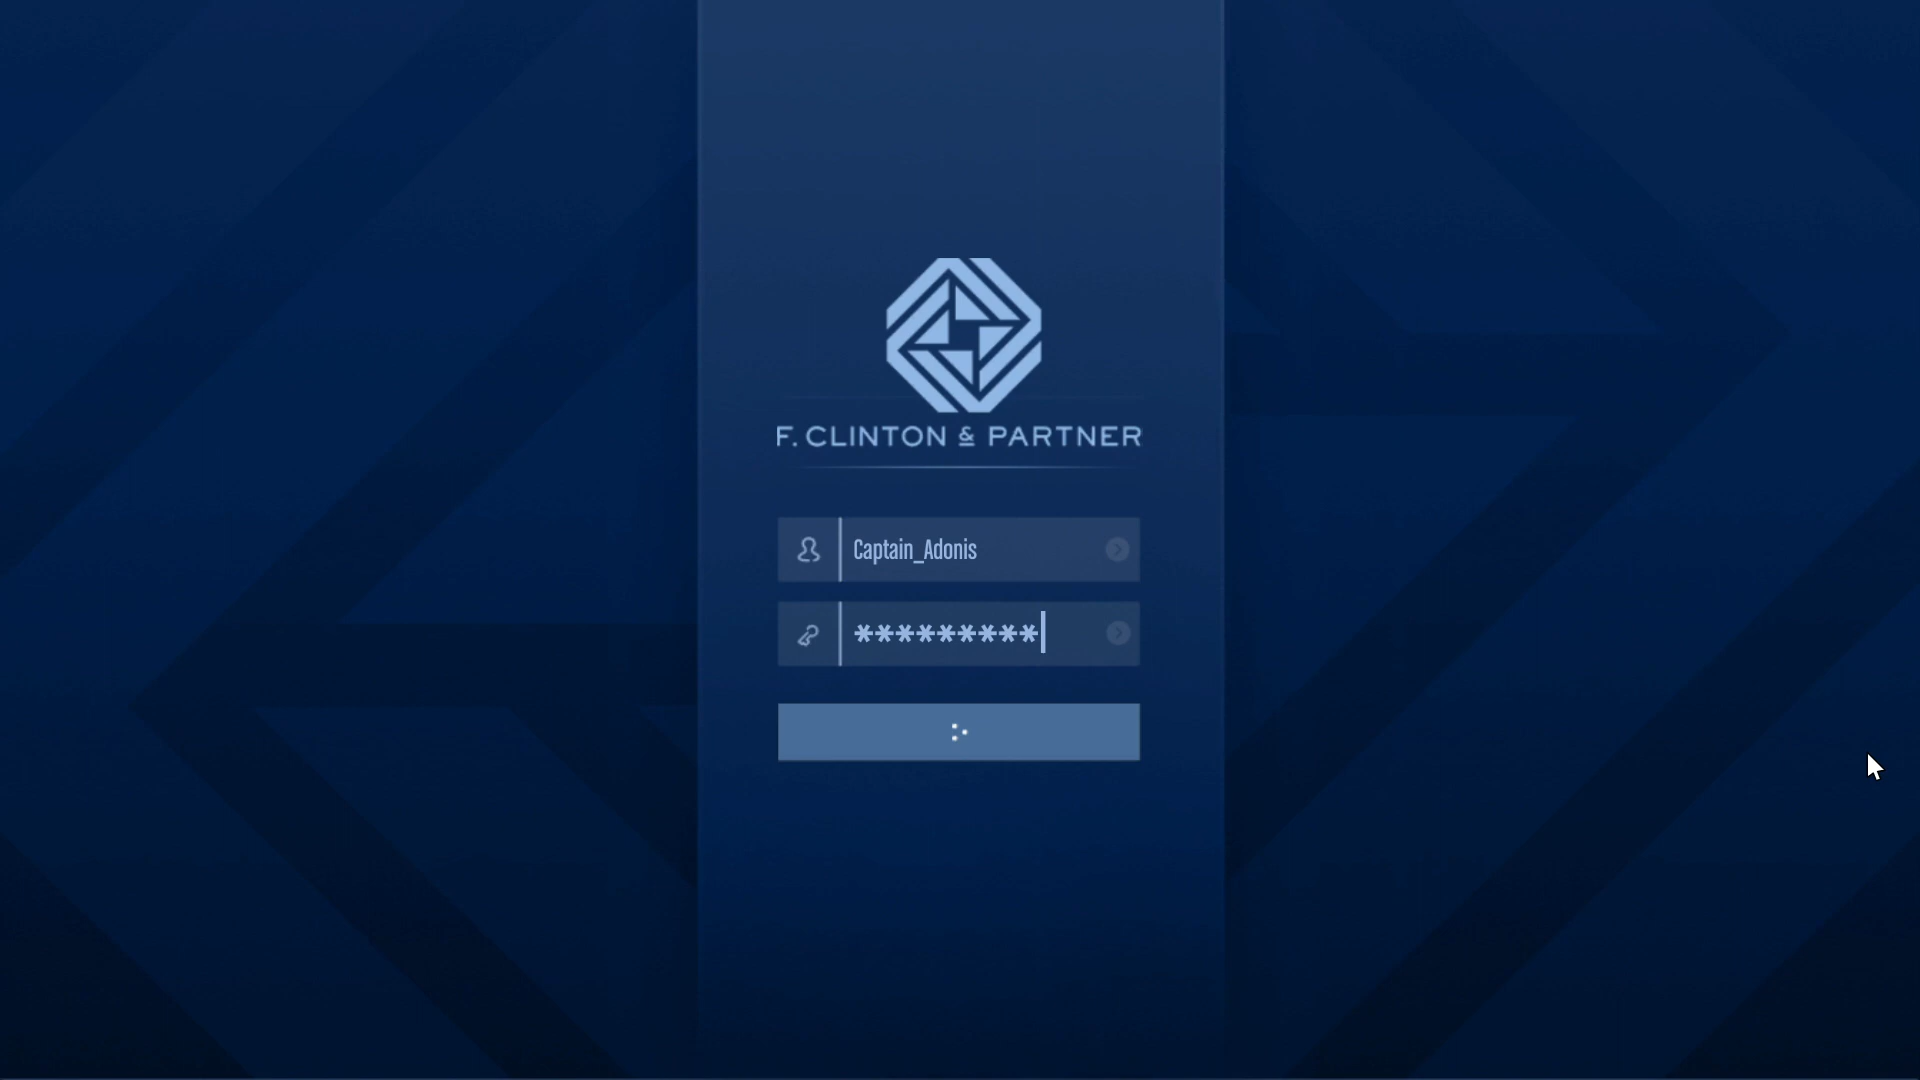 F. CLINTON & PARTNER
Captain_Adonis
*********